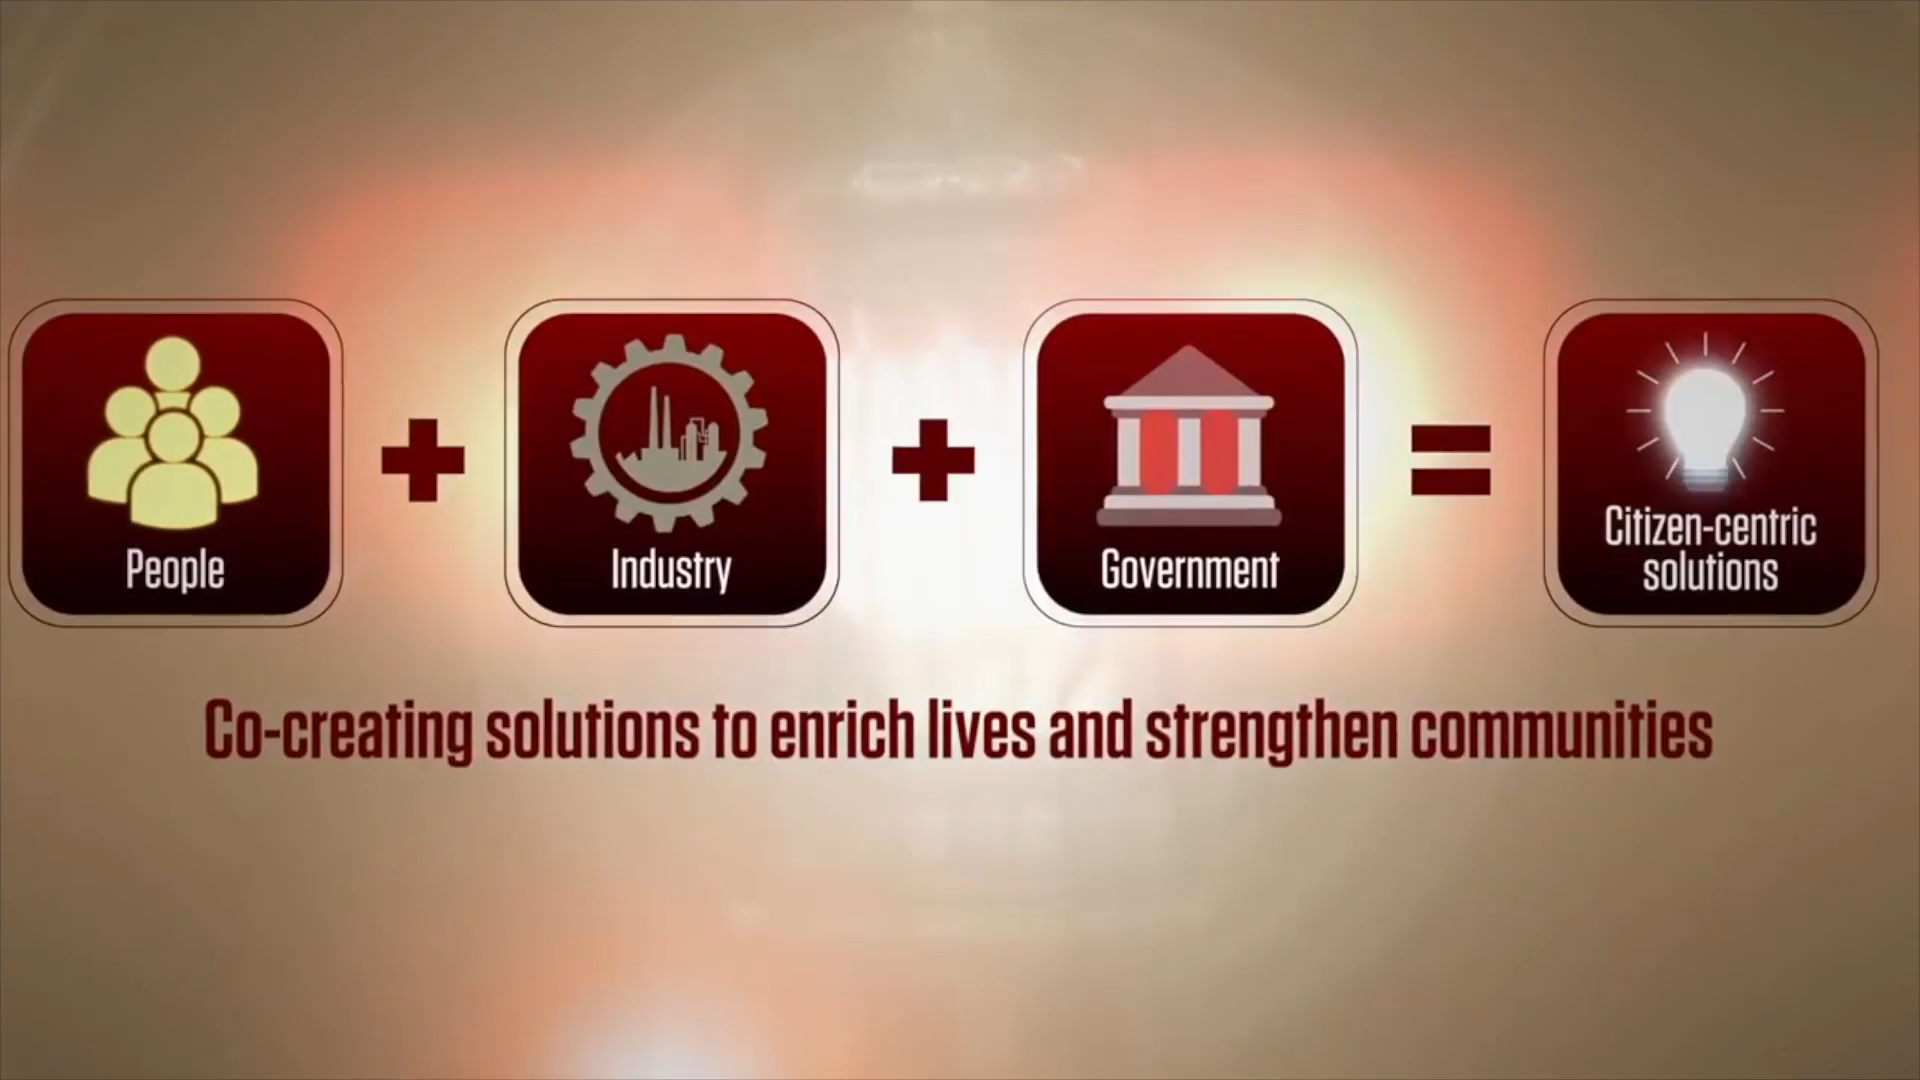 People
Industry
Government
Citizen-centric
solutions
Co-creating solutions to enrich lives and strengthen communities